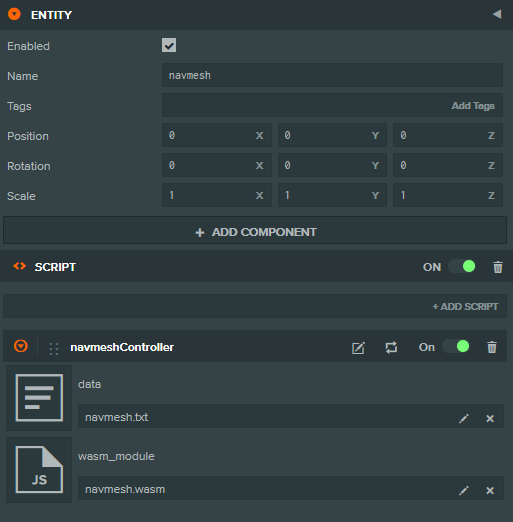 ENTITY
Enabled
Name navmesh
Tags Add Tags
Position 0 X 0 Y 0 Z
Rotation 0 X 0 Y 0 Z
Scale 1 X 1 Y 1 Z
+ ADD COMPONENT
<> SCRIPT ON
+ ADD SCRIPT
navmeshController On
data
navmesh.txt
wasm_module
JS
navmesh.wasm